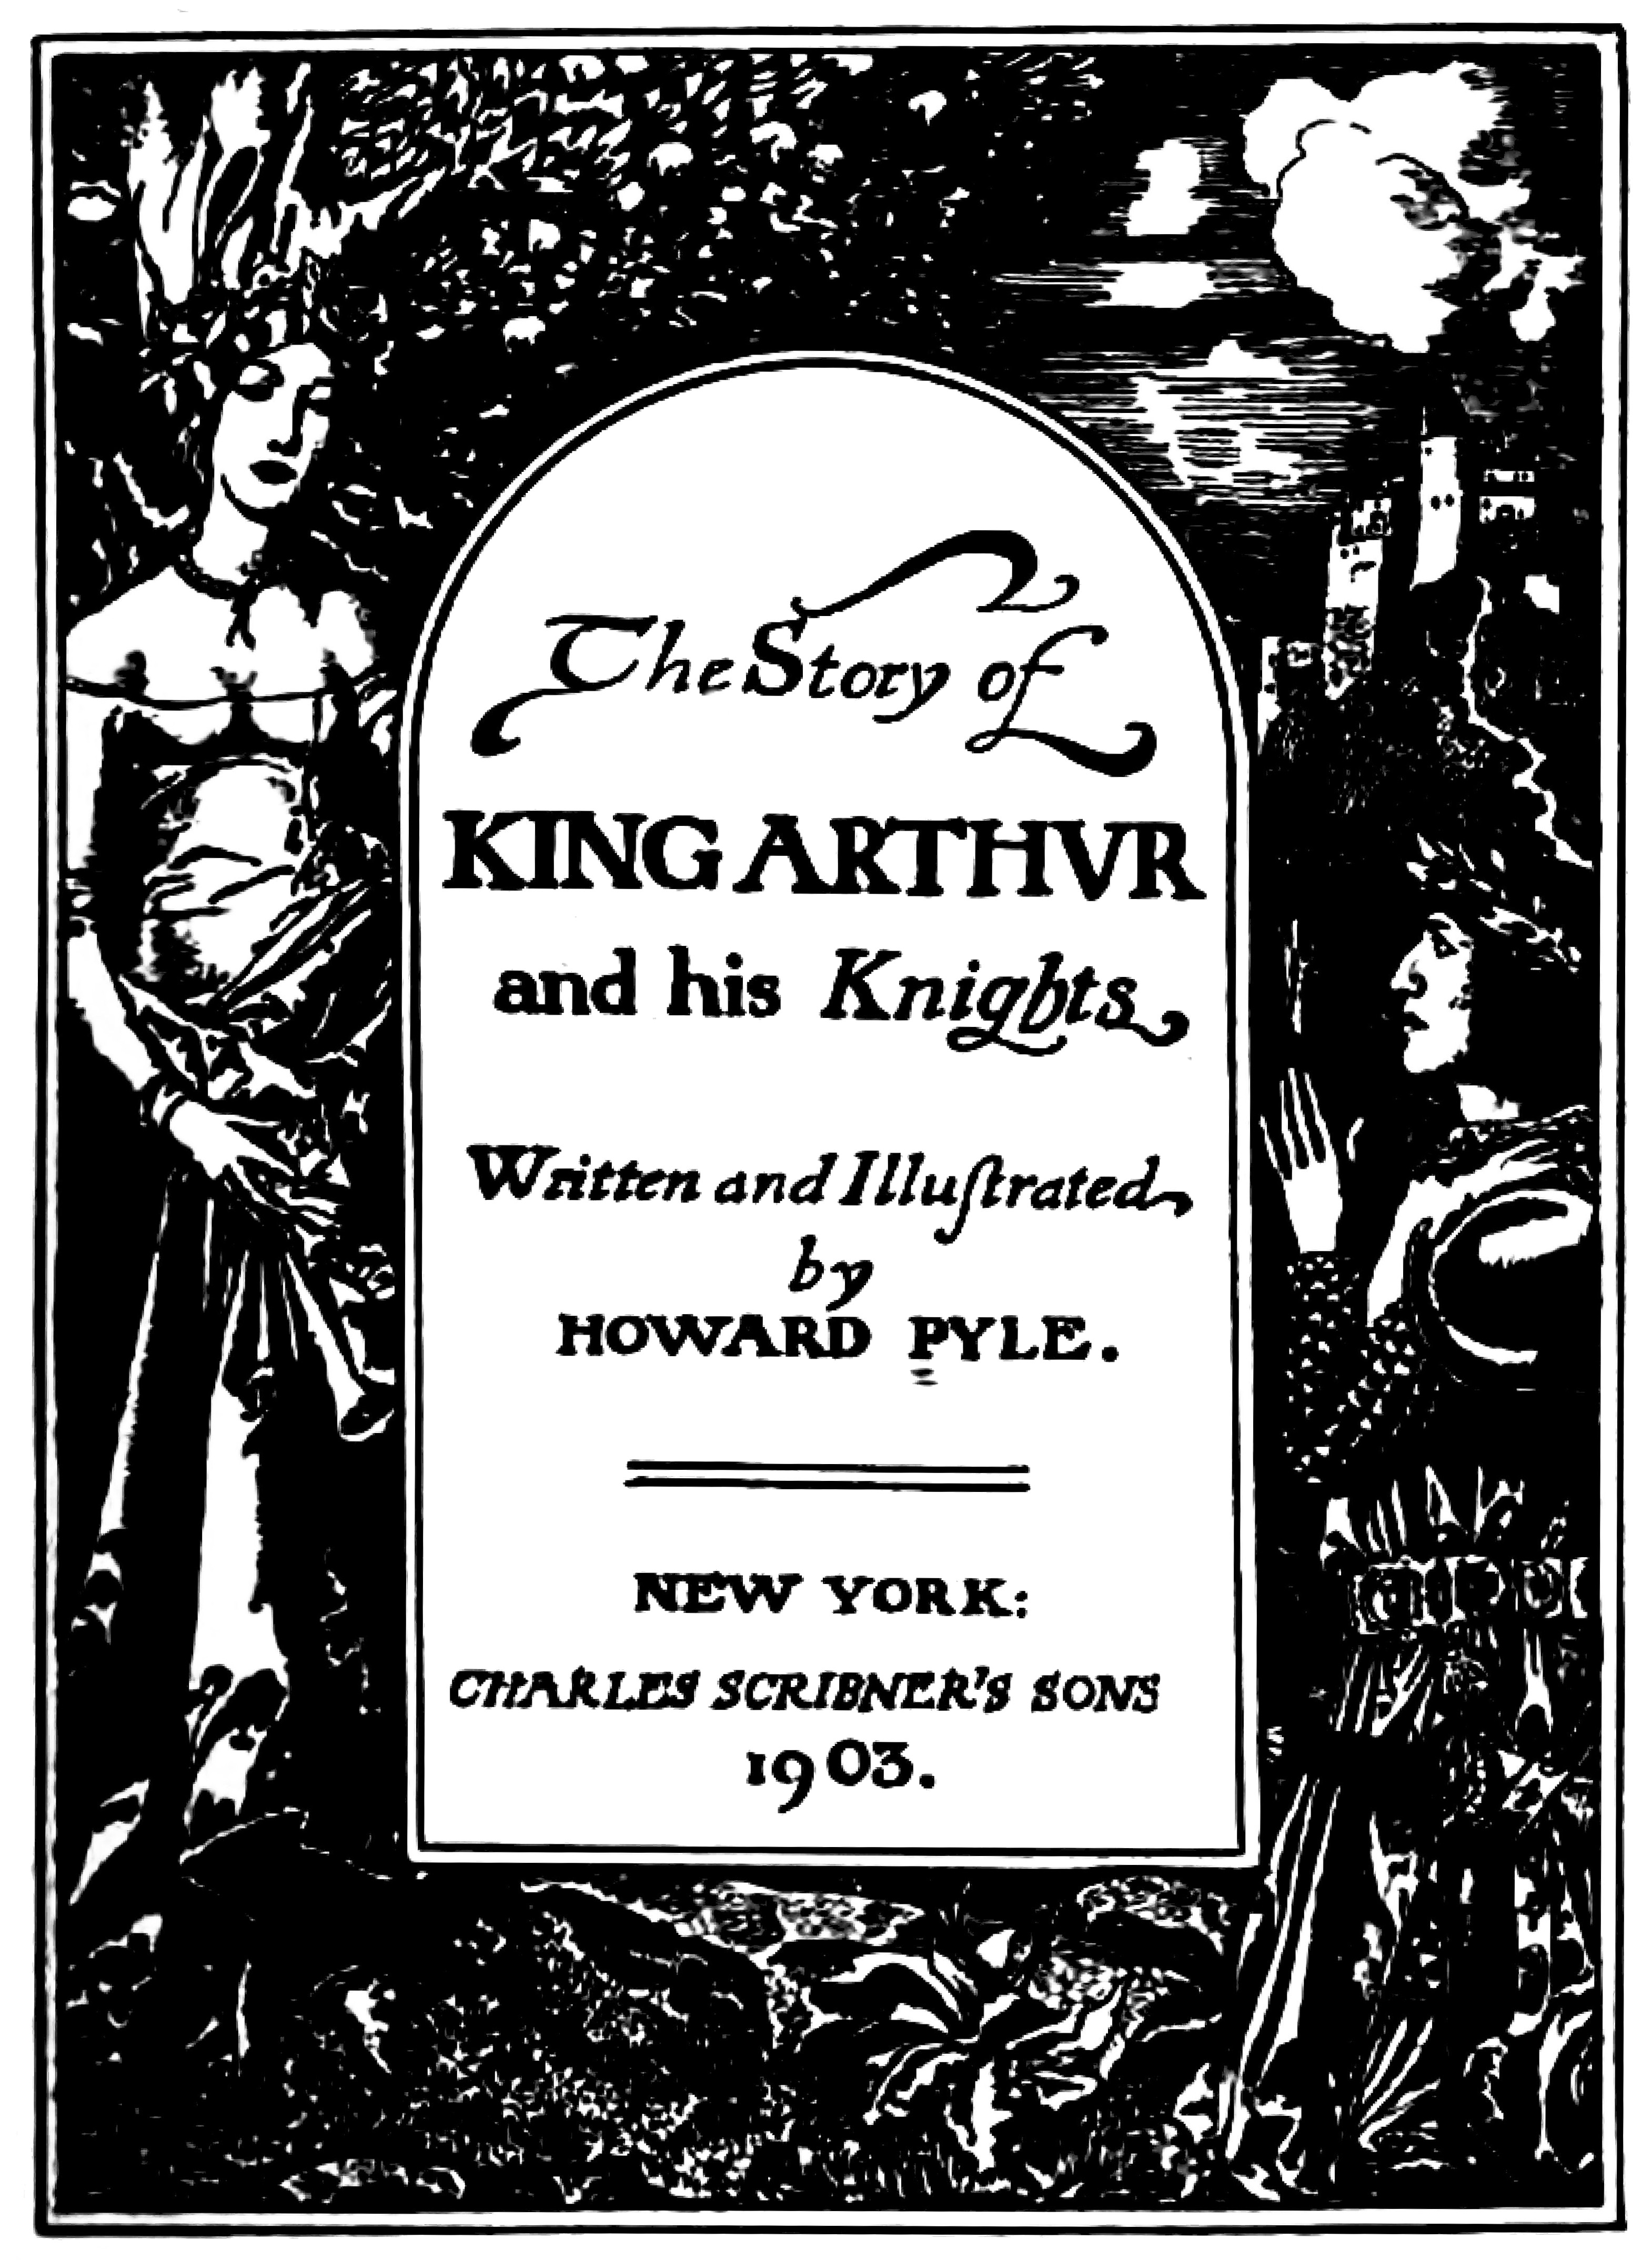 The Story of
KING ARTHVR
and his Knights
Written and Illuſtrated
by
HOWARD PYLE.
NEW YORK:
CHARLES SCRIBNER'S SONS
1903.